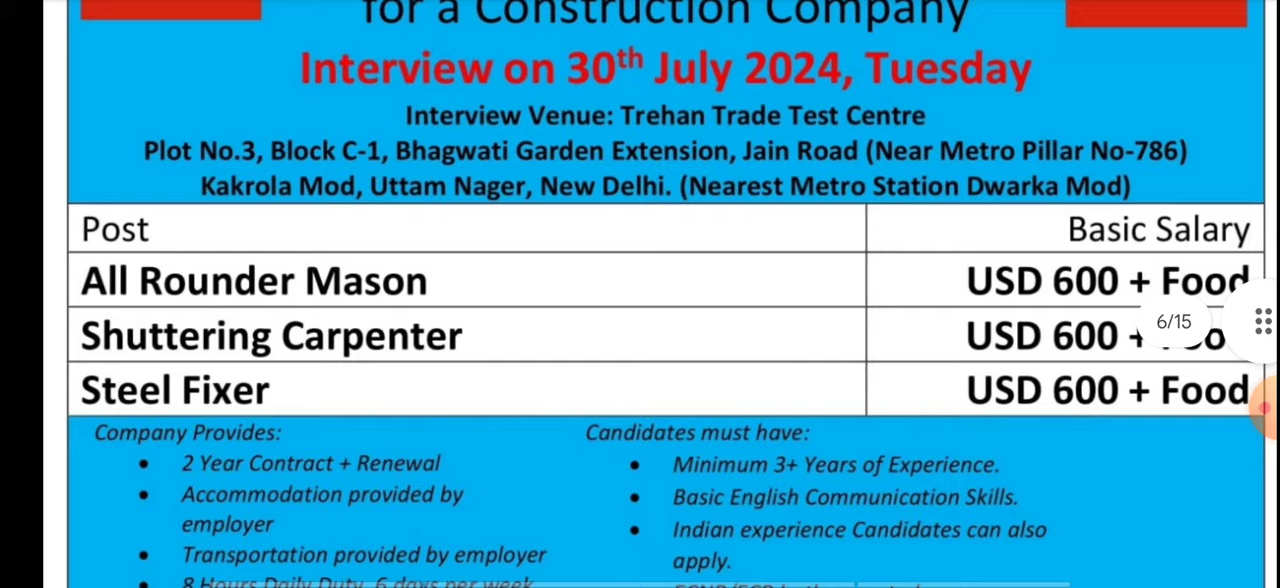 for a Construction Company
Interview on 30th July 2024, Tuesday
Interview Venue: Trehan Trade Test Centre
Plot No.3, Block C-1, Bhagwati Garden Extension, Jain Road (Near Metro Pillar No-786)
Kakrola Mod, Uttam Nager, New Delhi. (Nearest Metro Station Dwarka Mod)
Post Basic Salary
All Rounder Mason USD 600 + Food
6/15
Shuttering Carpenter USD 600 +
Steel Fixer USD 600 + Food
Company Provides:
• 2 Year Contract + Renewal
• Accommodation provided by
employer
• Transportation provided by employer
• 8 Hours Daily Duty, 6 days per week
Candidates must have:
• Minimum 3+ Years of Experience.
• Basic English Communication Skills.
• Indian experience Candidates can also
apply.